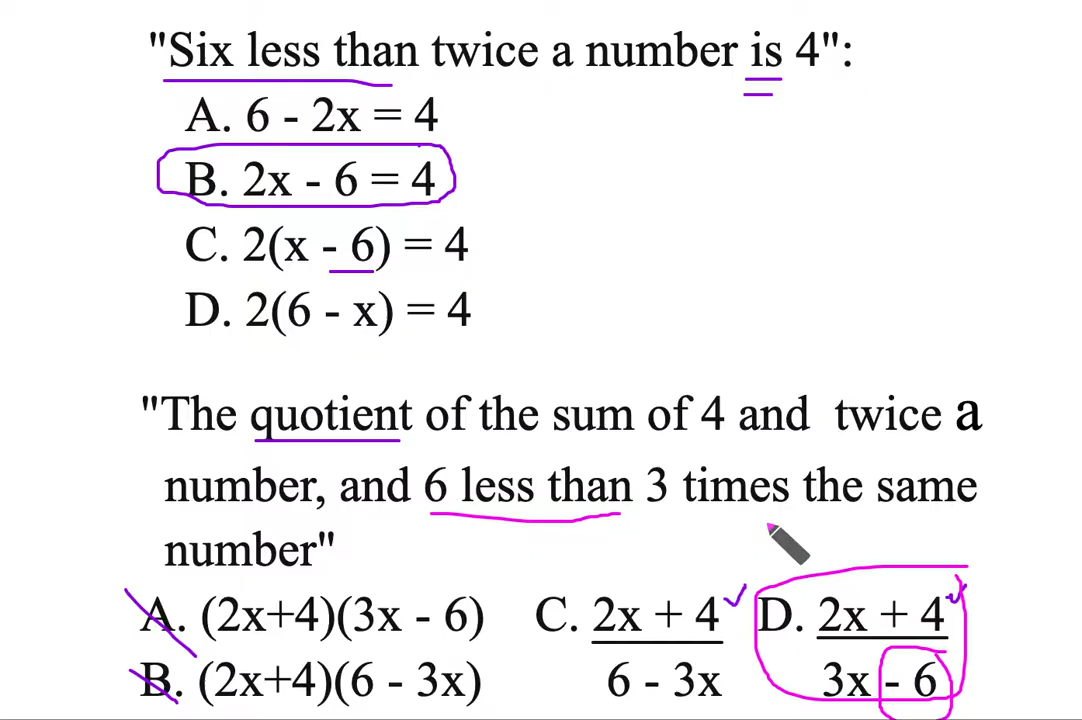 "Six less than twice a number is 4":
A. 6 - 2x = 4
B. 2x - 6 = 4
C. 2(x - 6) = 4
D. 2(6 - x) = 4
"The quotient of the sum of 4 and twice a
number, and 6 less than 3 times the same
number"
A. (2x+4)(3x - 6)
B. (2x+4)(6 - 3x)
C. 2x + 4
6 - 3x
D. 2x + 4
3x - 6